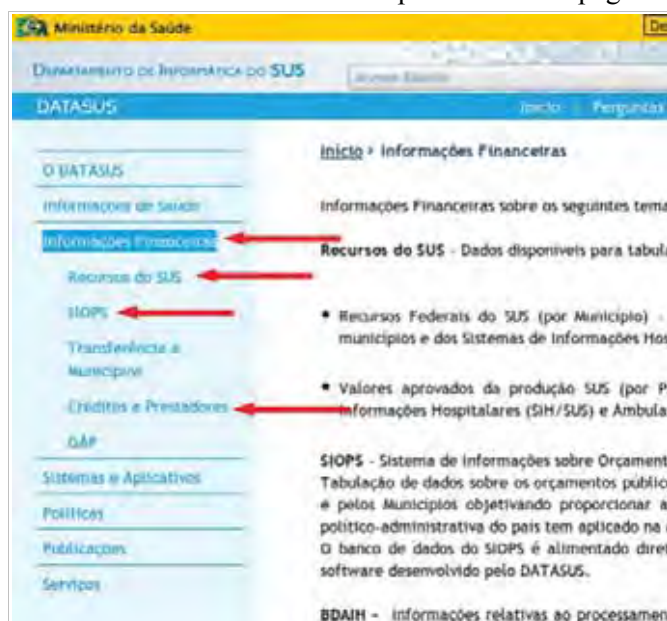 Ministério da Saúde
DEPARTAMENTO DE INFORMÁTICA DO SUS
DATASUS
Início
Perguntas
Início > Informações Financeiras
O DATASUS
Informações de Saúde
Informações Financeiras
Recursos do SUS
SIOPS
Transferência a
Municípios
Créditos a Prestadores
GAP
Sistemas e Aplicativos
Políticas
Publicações
Serviços
Informações Financeiras sobre os seguintes tema
Recursos do SUS - Dados disponíveis para tabula
• Recursos Federais do SUS (por Município) -
municípios e dos Sistemas de Informações Hos
• Valores aprovados da produção SUS (por P
Informações Hospitalares (SIH/SUS) e Ambula
SIOPS - Sistema de Informações sobre Orçament
Tabulação de dados sobre os orçamentos públic
e pelos Municípios objetivando proporcionar a
político-administrativa do país tem aplicado na
O banco de dados do SIOPS é alimentado dire
software desenvolvido pelo DATASUS.
BDAIH - Informações relativas ao processamen